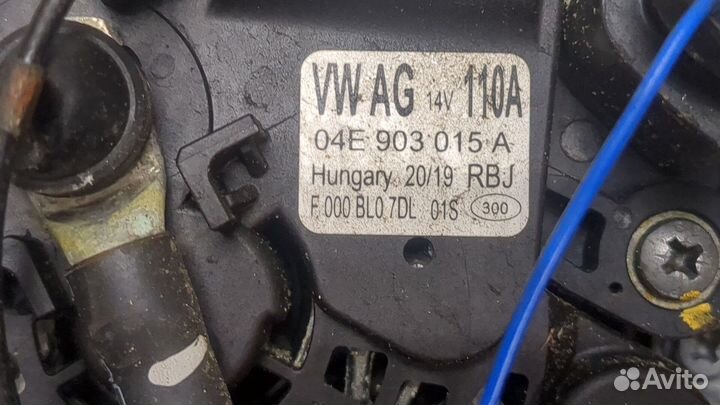 VW AG 14V 110A
04E 903 015 A
Hungary 20/19 RBJ
F 000 BL0 7DL 01S 300
Avito